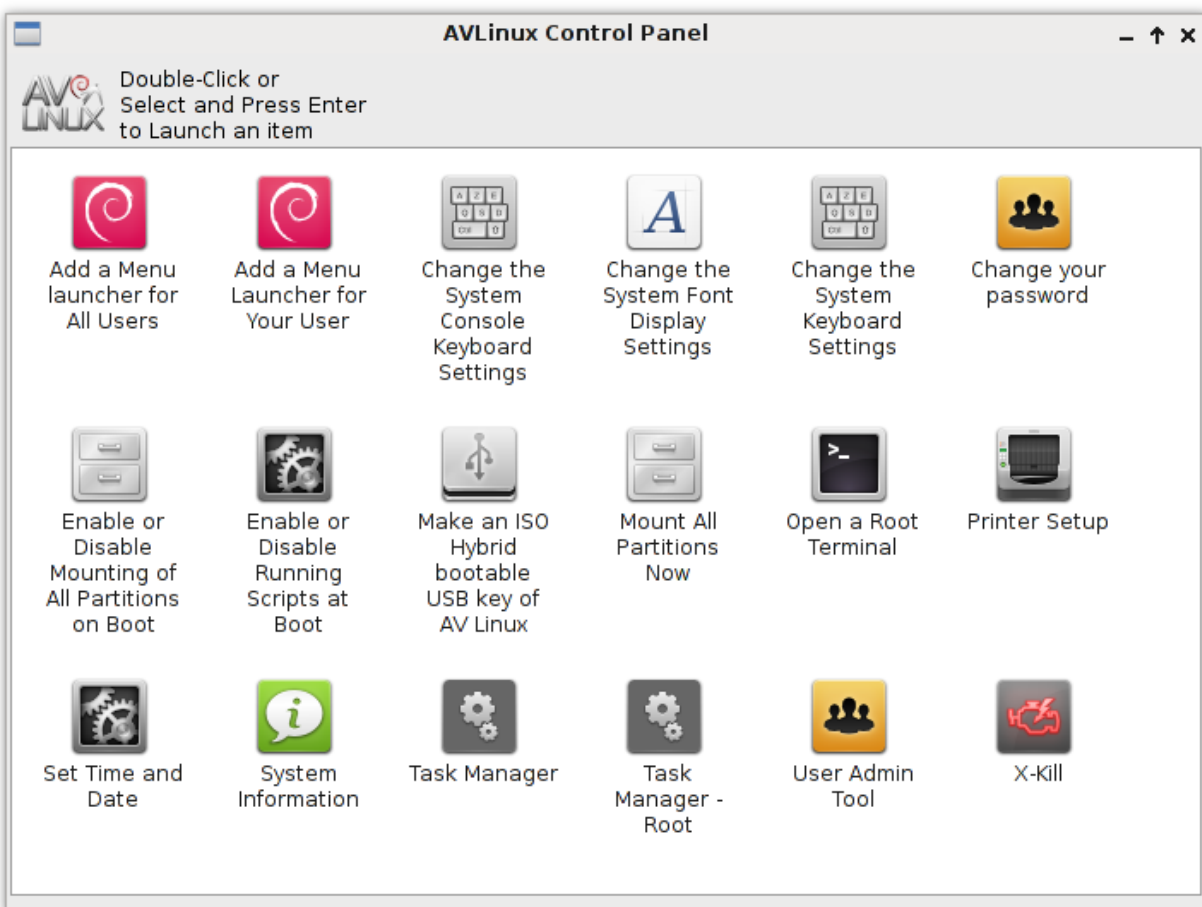 AVLinux Control Panel
AV
LINUX
Double-Click or
Select and Press Enter
to Launch an item
Add a Menu
launcher for
All Users
Add a Menu
Launcher for
Your User
A Z E
Q S D
Ctrl
Change the
System
Console
Keyboard
Settings
A
Change the
System Font
Display
Settings
A Z E
Q S D
Ctrl
Change the
System
Keyboard
Settings
Change your
password
Enable or
Disable
Mounting of
All Partitions
on Boot
Enable or
Disable
Running
Scripts at
Boot
Make an ISO
Hybrid
bootable
USB key of
AV Linux
Mount All
Partitions
Now
>_
Open a Root
Terminal
Printer Setup
Set Time and
Date
i
System
Information
Task Manager
Task
Manager -
Root
User Admin
Tool
X-Kill